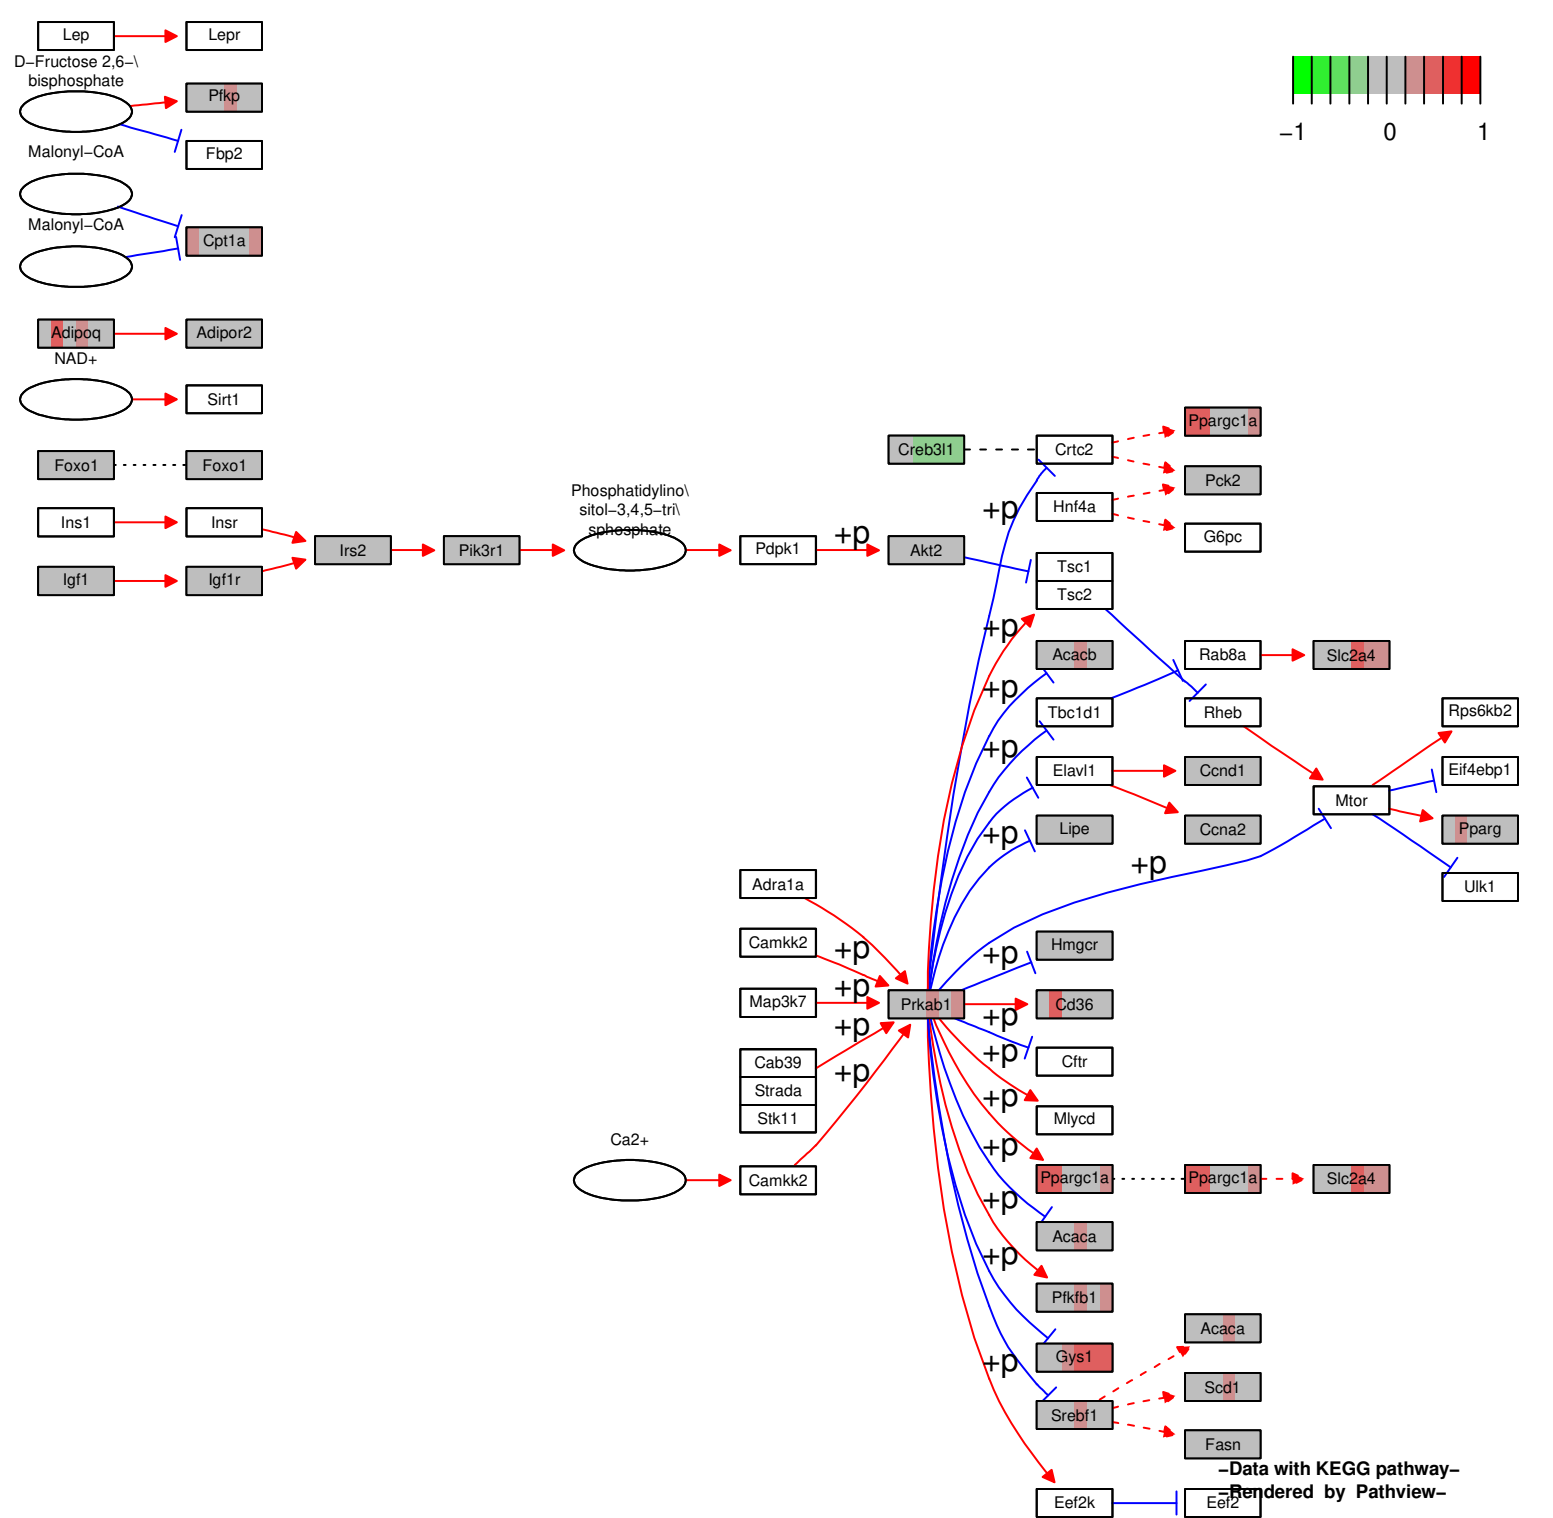 Lep
Lepr
D−Fructose 2,6−\
bisphosphate
Pfkp
Fbp2
Malonyl−CoA
Malonyl−CoA
Cpt1a
−1 0 1
Adipoq
Adipor2
NAD+
Sirt1
Foxo1
Foxo1
Ins1
Insr
Igf1
Igf1r
Irs2
Pik3r1
Phosphatidylino\
sitol−3,4,5−tri\
sphosphate
Pdpk1
+p
Akt2
Creb3l1
Crtc2
Ppargc1a
Pck2
+p
Hnf4a
G6pc
Tsc1
Tsc2
+p
Acacb
Rab8a
Slc2a4
+p
Tbc1d1
Rheb
Rps6kb2
+p
Elavl1
Ccnd1
Eif4ebp1
Mtor
+p
Lipe
Ccna2
Pparg
+p
Ulk1
Adra1a
Camkk2
+p
+p
Hmgcr
Map3k7
+p
Prkab1
Cd36
+p
+p
Cab39
Strada
Stk11
+p
+p
Cftr
+p
Mlycd
Ca2+
Camkk2
+p
Ppargc1a
Ppargc1a
Slc2a4
+p
Acaca
+p
Pfkfb1
Acaca
Gys1
+p
Scd1
Srebf1
Fasn
−Data with KEGG pathway−
−Rendered by Pathview−
Eef2k
Eef2